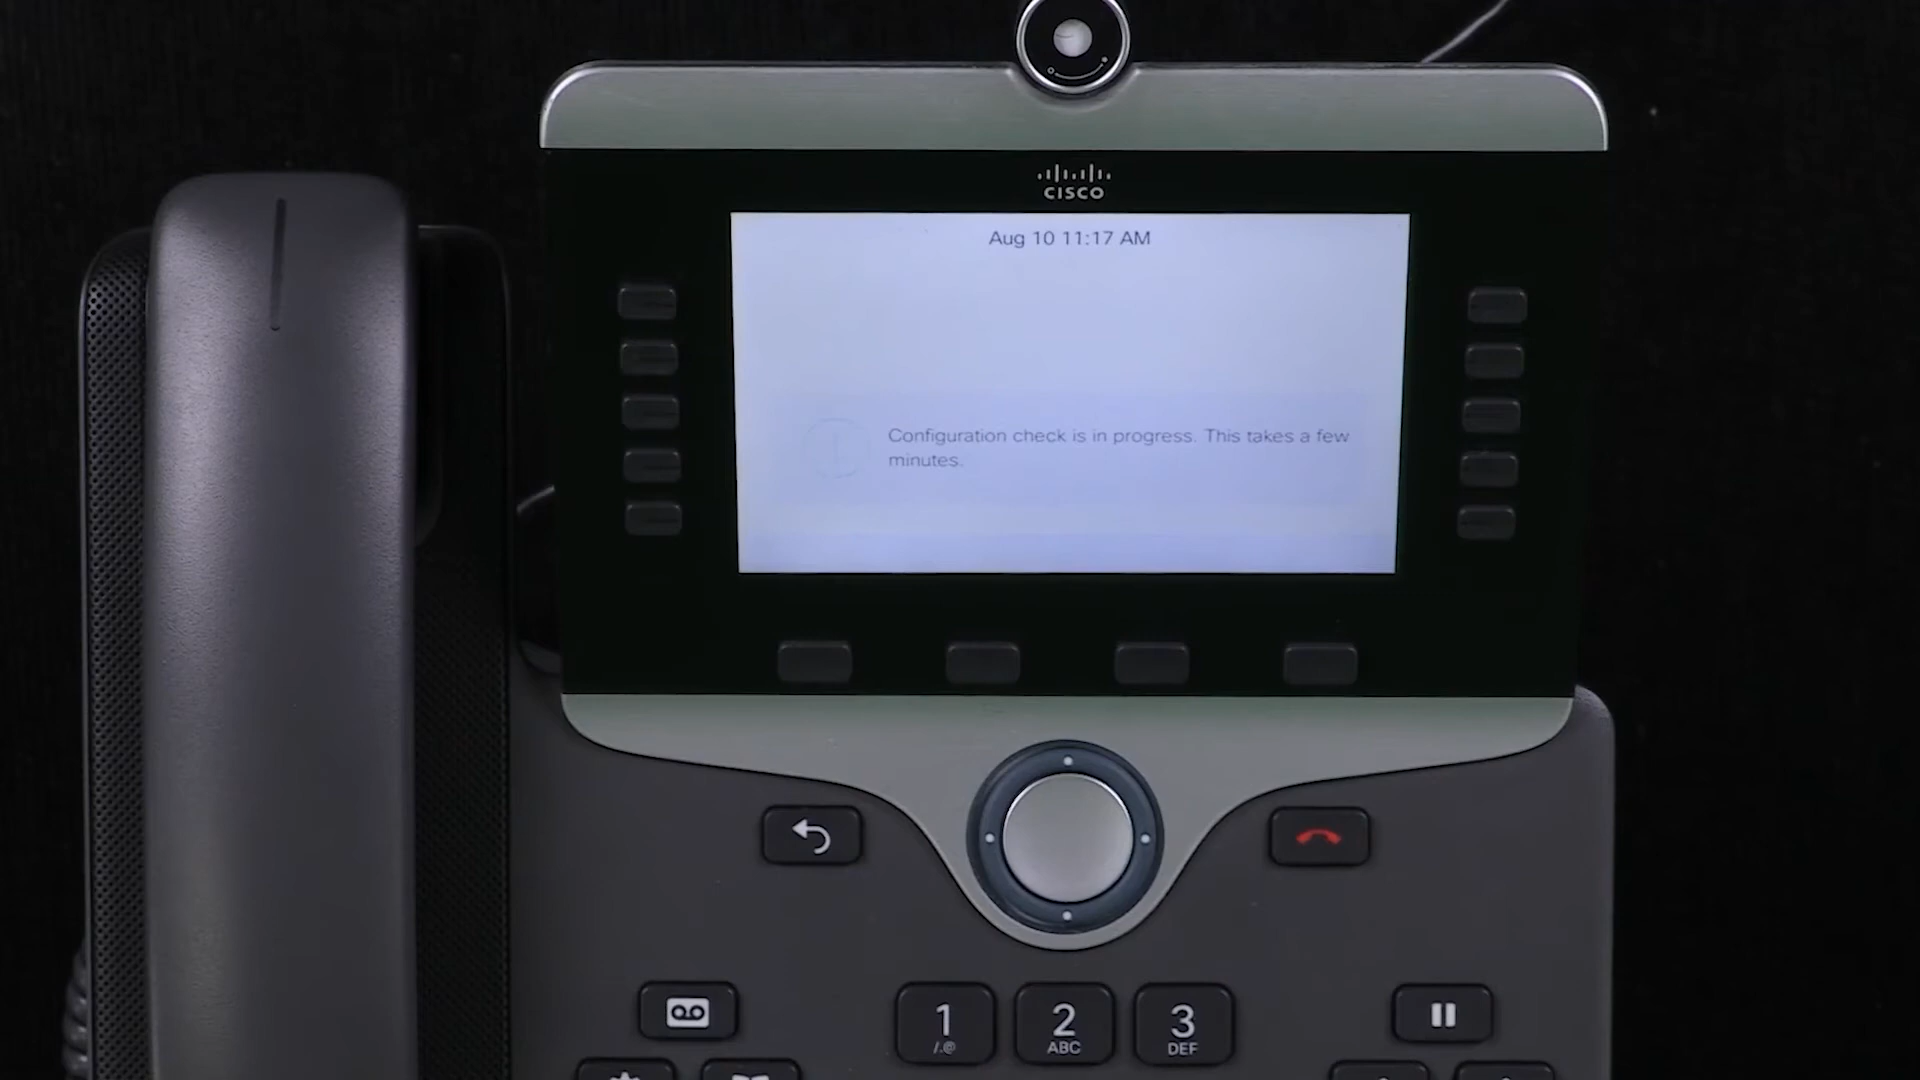 CISCO
Aug 10 11:17 AM
Configuration check is in progress. This takes a few
minutes.
1
/.@
2
ABC
3
DEF